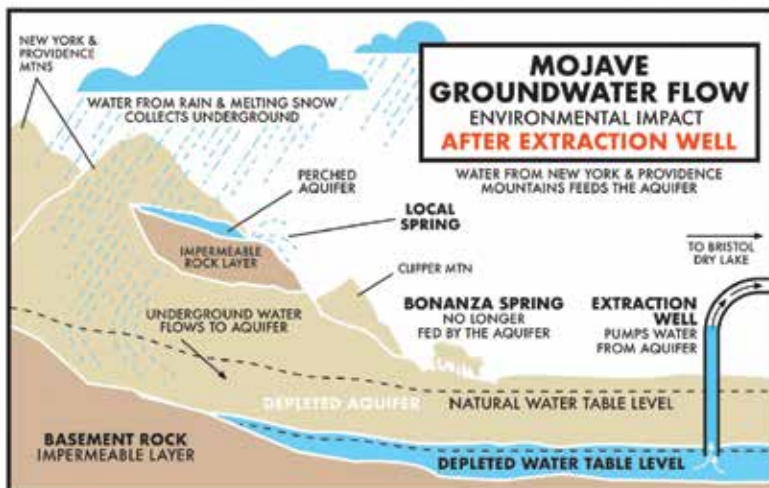 NEW YORK &
PROVIDENCE
MTNS
WATER FROM RAIN & MELTING SNOW
COLLECTS UNDERGROUND
MOJAVE
GROUNDWATER FLOW
ENVIRONMENTAL IMPACT
AFTER EXTRACTION WELL
WATER FROM NEW YORK & PROVIDENCE
MOUNTAINS FEEDS THE AQUIFER
PERCHED
AQUIFER
LOCAL
SPRING
IMPERMEABLE
ROCK LAYER
CLIPPER MTN
TO BRISTOL
DRY LAKE
UNDERGROUND WATER
FLOWS TO AQUIFER
BONANZA SPRING
NO LONGER
FED BY THE AQUIFER
EXTRACTION
WELL
PUMPS WATER
FROM AQUIFER
DEPLETED AQUIFER
NATURAL WATER TABLE LEVEL
BASEMENT ROCK
IMPERMEABLE LAYER
DEPLETED WATER TABLE LEVEL